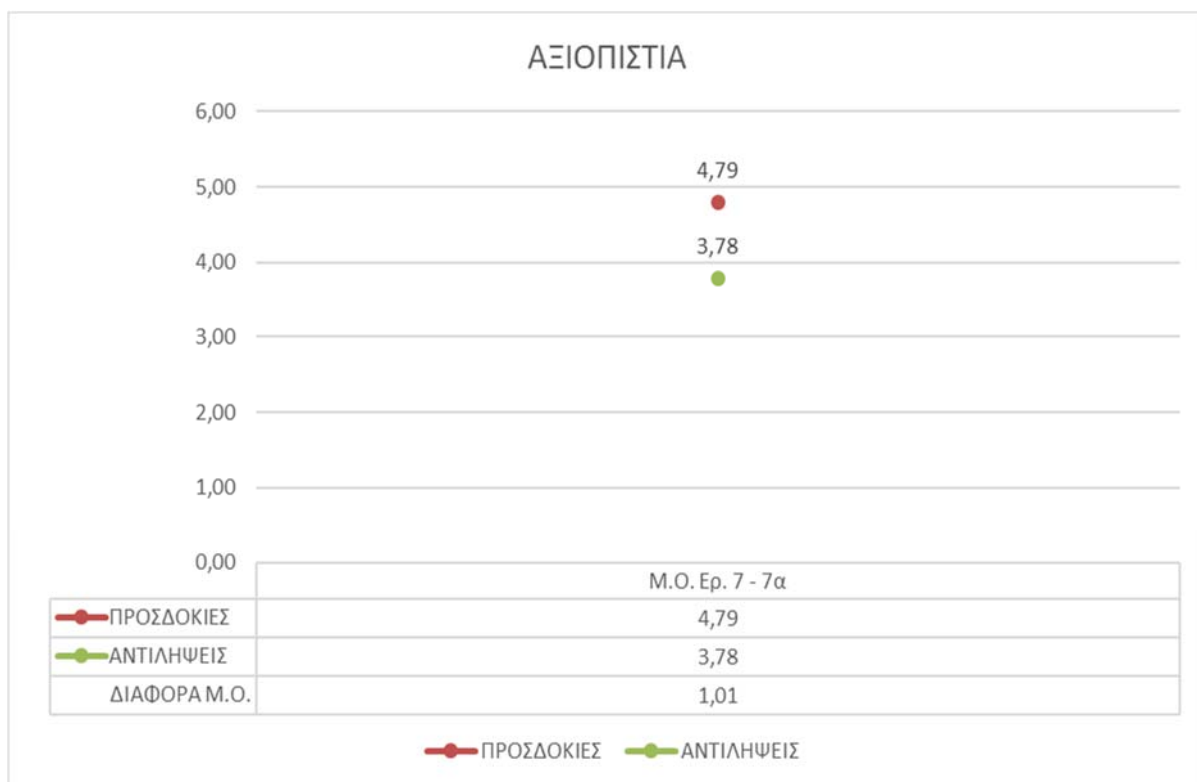 ΑΞΙΟΠΙΣΤΙΑ
6,00
5,00
4,00
3,00
2,00
1,00
0,00
4,79
3,78
Μ.Ο. Ερ. 7 - 7α
ΠΡΟΣΔΟΚΙΕΣ 4,79
ΑΝΤΙΛΗΨΕΙΣ 3,78
ΔΙΑΦΟΡΑ Μ.Ο. 1,01
ΠΡΟΣΔΟΚΙΕΣ ΑΝΤΙΛΗΨΕΙΣ